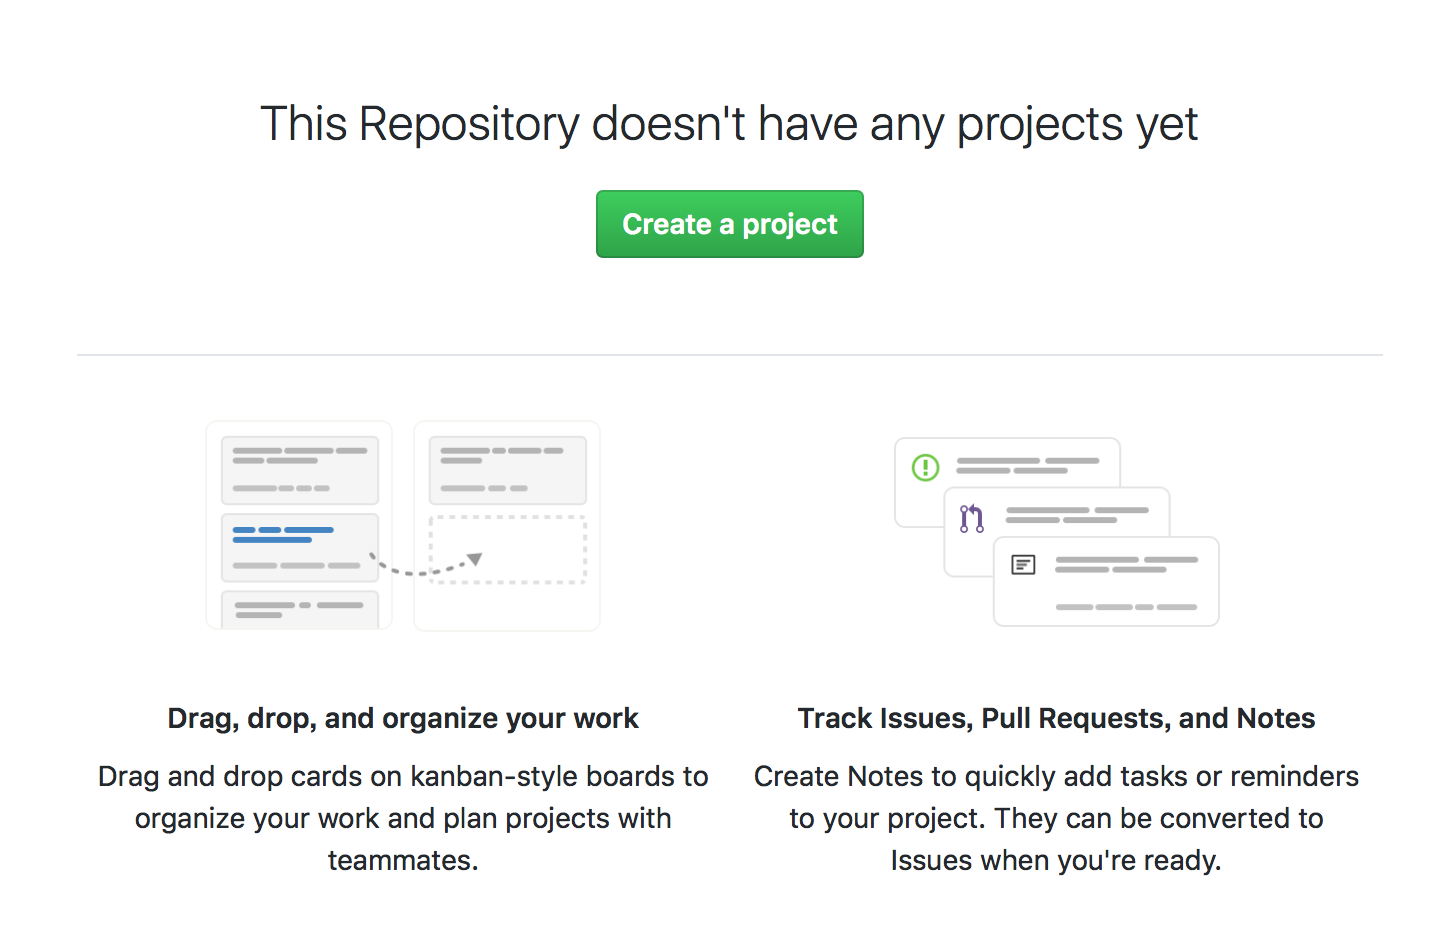 This Repository doesn't have any projects yet
Create a project
Drag, drop, and organize your work
Drag and drop cards on kanban-style boards to
organize your work and plan projects with
teammates.
Track Issues, Pull Requests, and Notes
Create Notes to quickly add tasks or reminders
to your project. They can be converted to
Issues when you're ready.